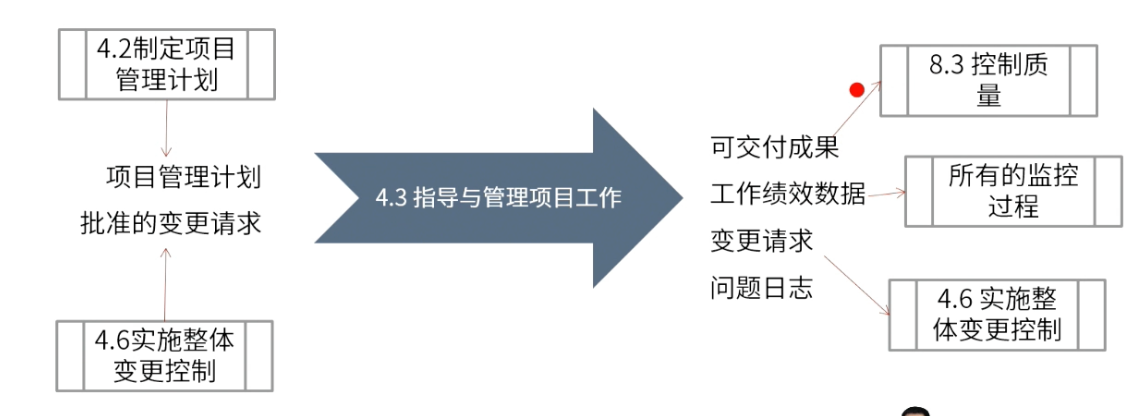 4.2制定项目
管理计划
项目管理计划
批准的变更请求
4.6实施整体
变更控制
4.3 指导与管理项目工作
可交付成果
工作绩效数据
变更请求
问题日志
8.3 控制质
量
所有的监控
过程
4.6 实施整
体变更控制